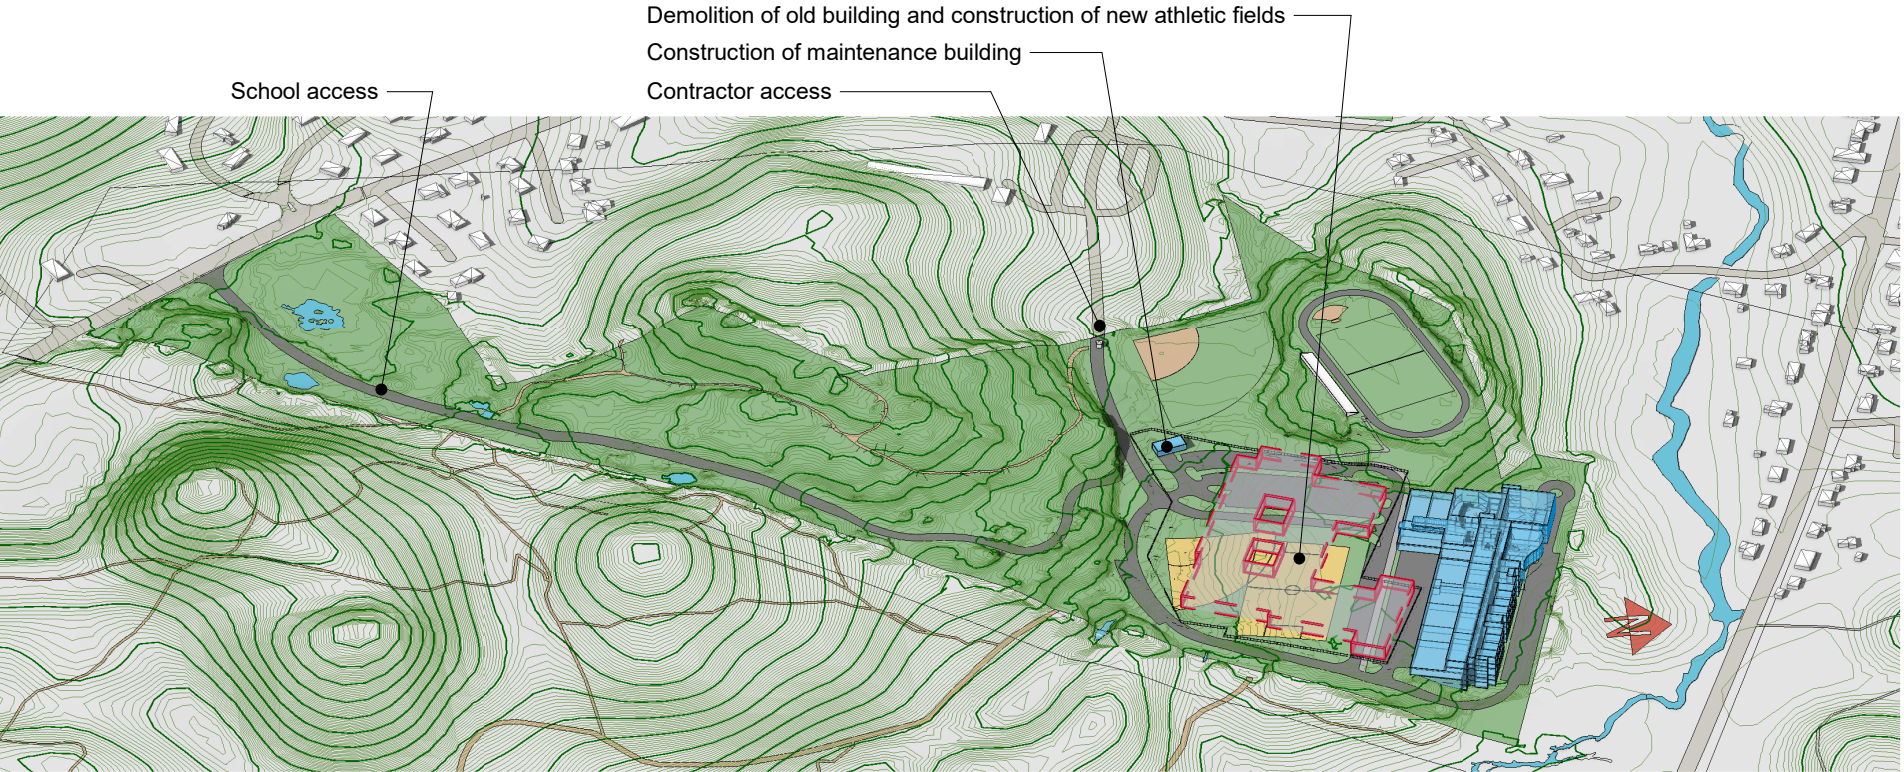 Demolition of old building and construction of new athletic fields
Construction of maintenance building
School access
Contractor access
N